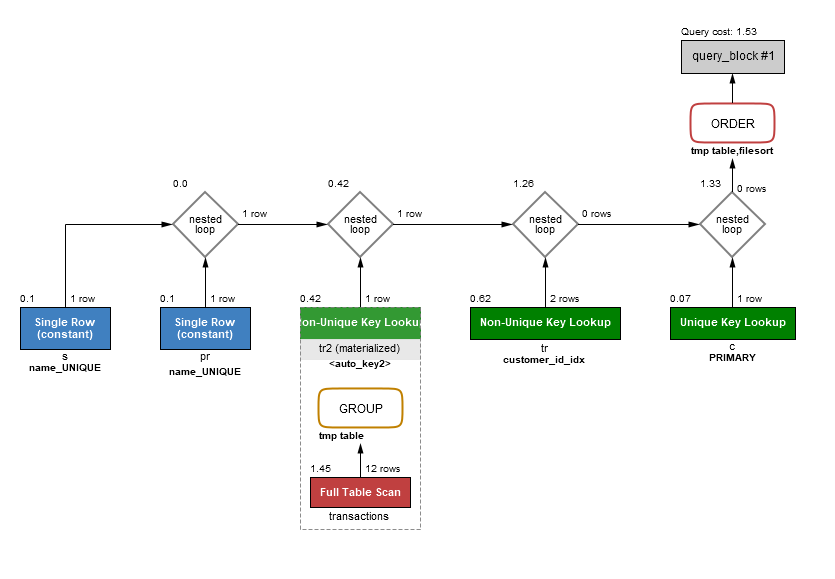 Query cost: 1.53
query_block #1
ORDER
tmp table,filesort
0.0
0.42
1.26
1.33
0 rows
nested
loop
1 row
nested
loop
1 row
nested
loop
0 rows
nested
loop
0.1
1 row
0.1
1 row
0.42
1 row
0.62
2 rows
0.07
1 row
Single Row
(constant)
Single Row
(constant)
on-Unique Key Looku
Non-Unique Key Lookup
Unique Key Lookup
s
name_UNIQUE
pr
name_UNIQUE
tr2 (materialized)
<auto_key2>
tr
customer_id_idx
c
PRIMARY
GROUP
tmp table
1.45
12 rows
Full Table Scan
transactions